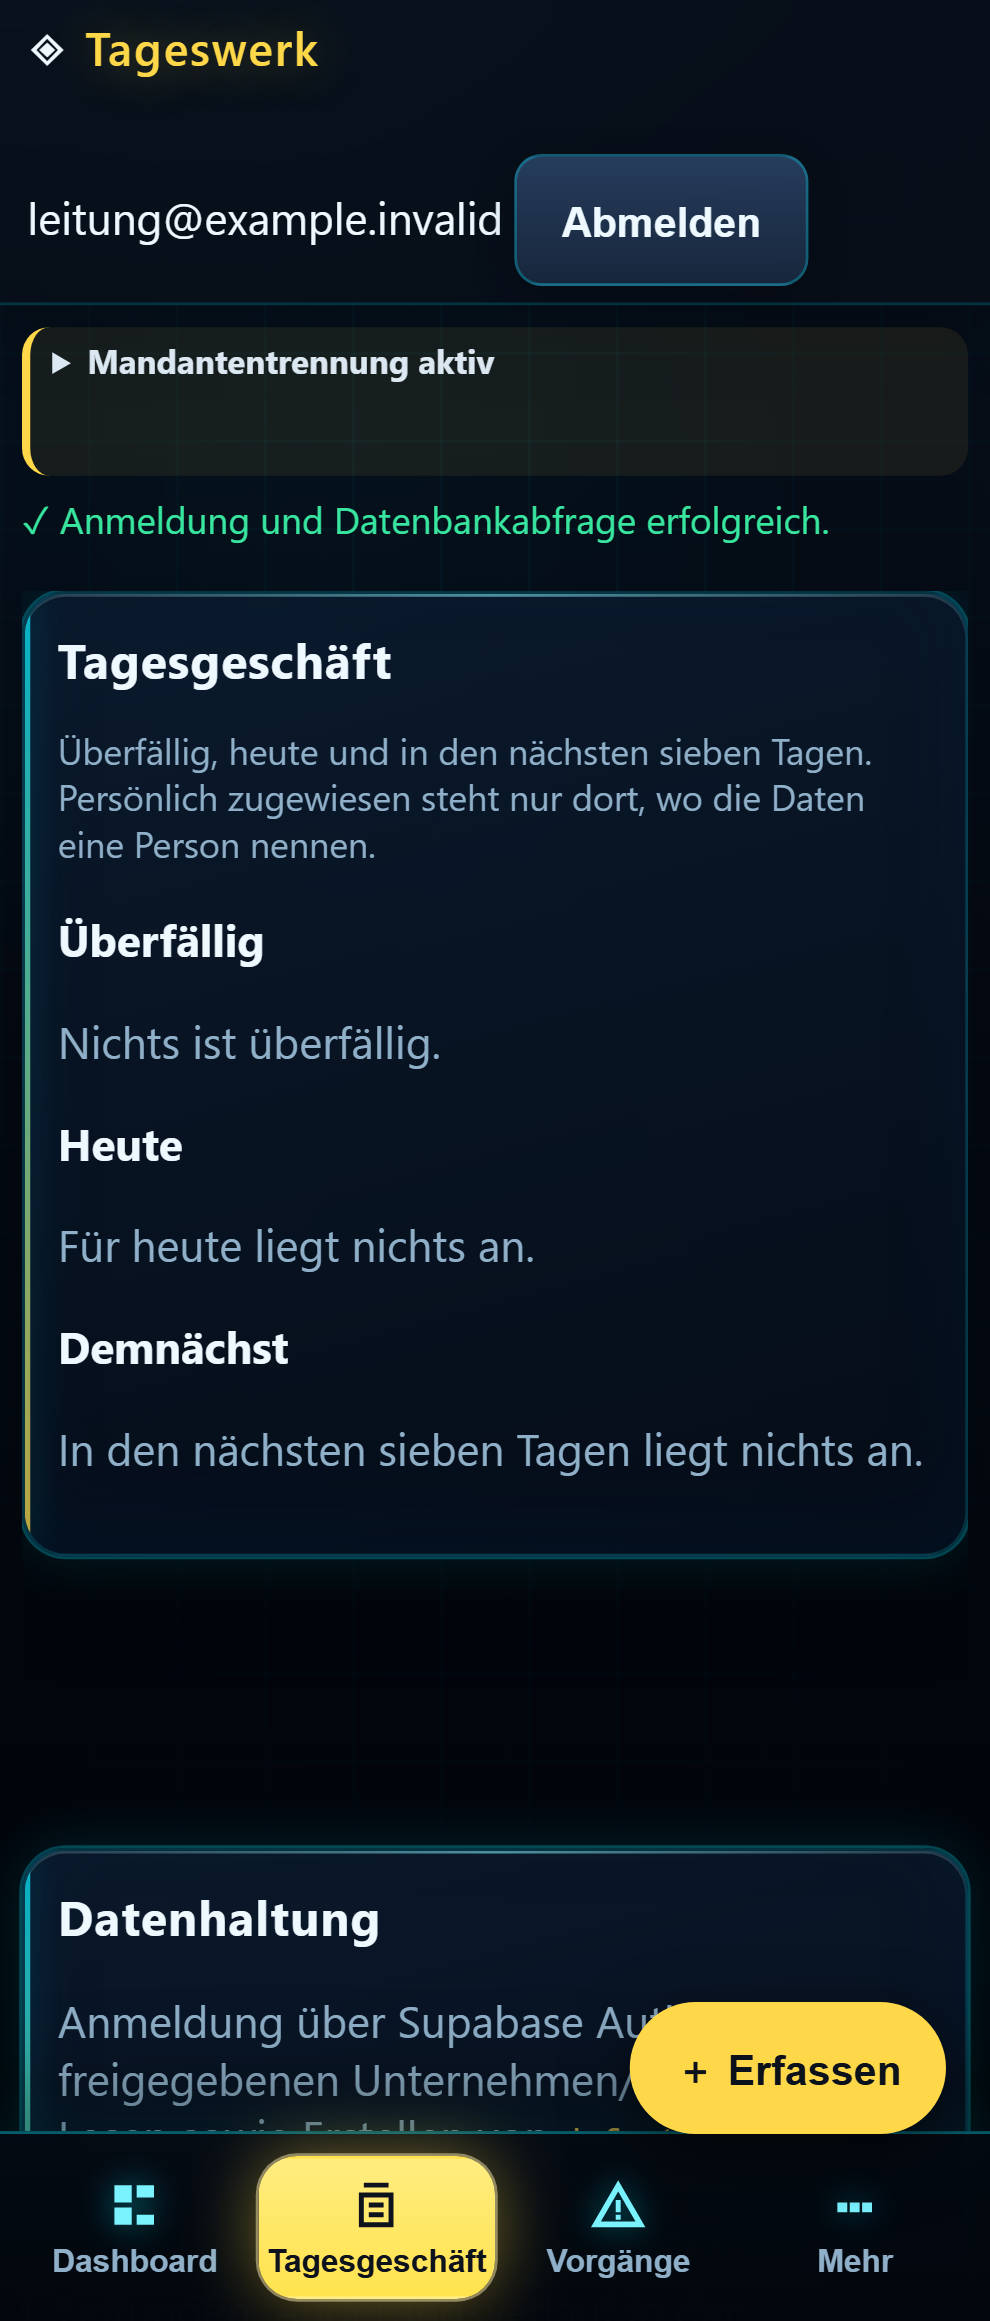 Tageswerk
leitung@example.invalid Abmelden
Mandantentrennung aktiv
✓ Anmeldung und Datenbankabfrage erfolgreich.
Tagesgeschäft
Überfällig, heute und in den nächsten sieben Tagen.
Persönlich zugewiesen steht nur dort, wo die Daten
eine Person nennen.
Überfällig
Nichts ist überfällig.
Heute
Für heute liegt nichts an.
Demnächst
In den nächsten sieben Tagen liegt nichts an.
Datenhaltung
Anmeldung über Supabase
freigegebenen Unternehmen/
+ Erfassen
Dashboard
Tagesgeschäft
Vorgänge
Mehr